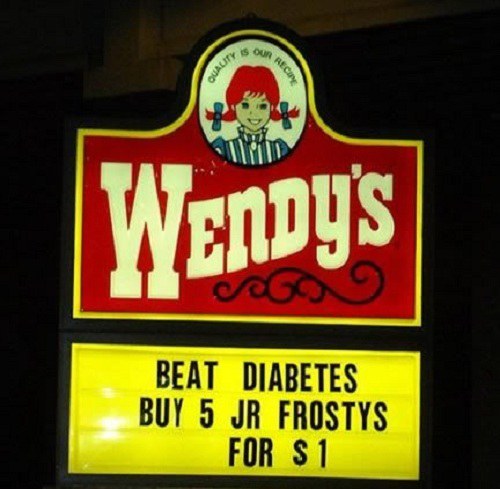 QUALITY IS OUR RECIPE
WENDY'S
BEAT DIABETES
BUY 5 JR FROSTYS
FOR $1